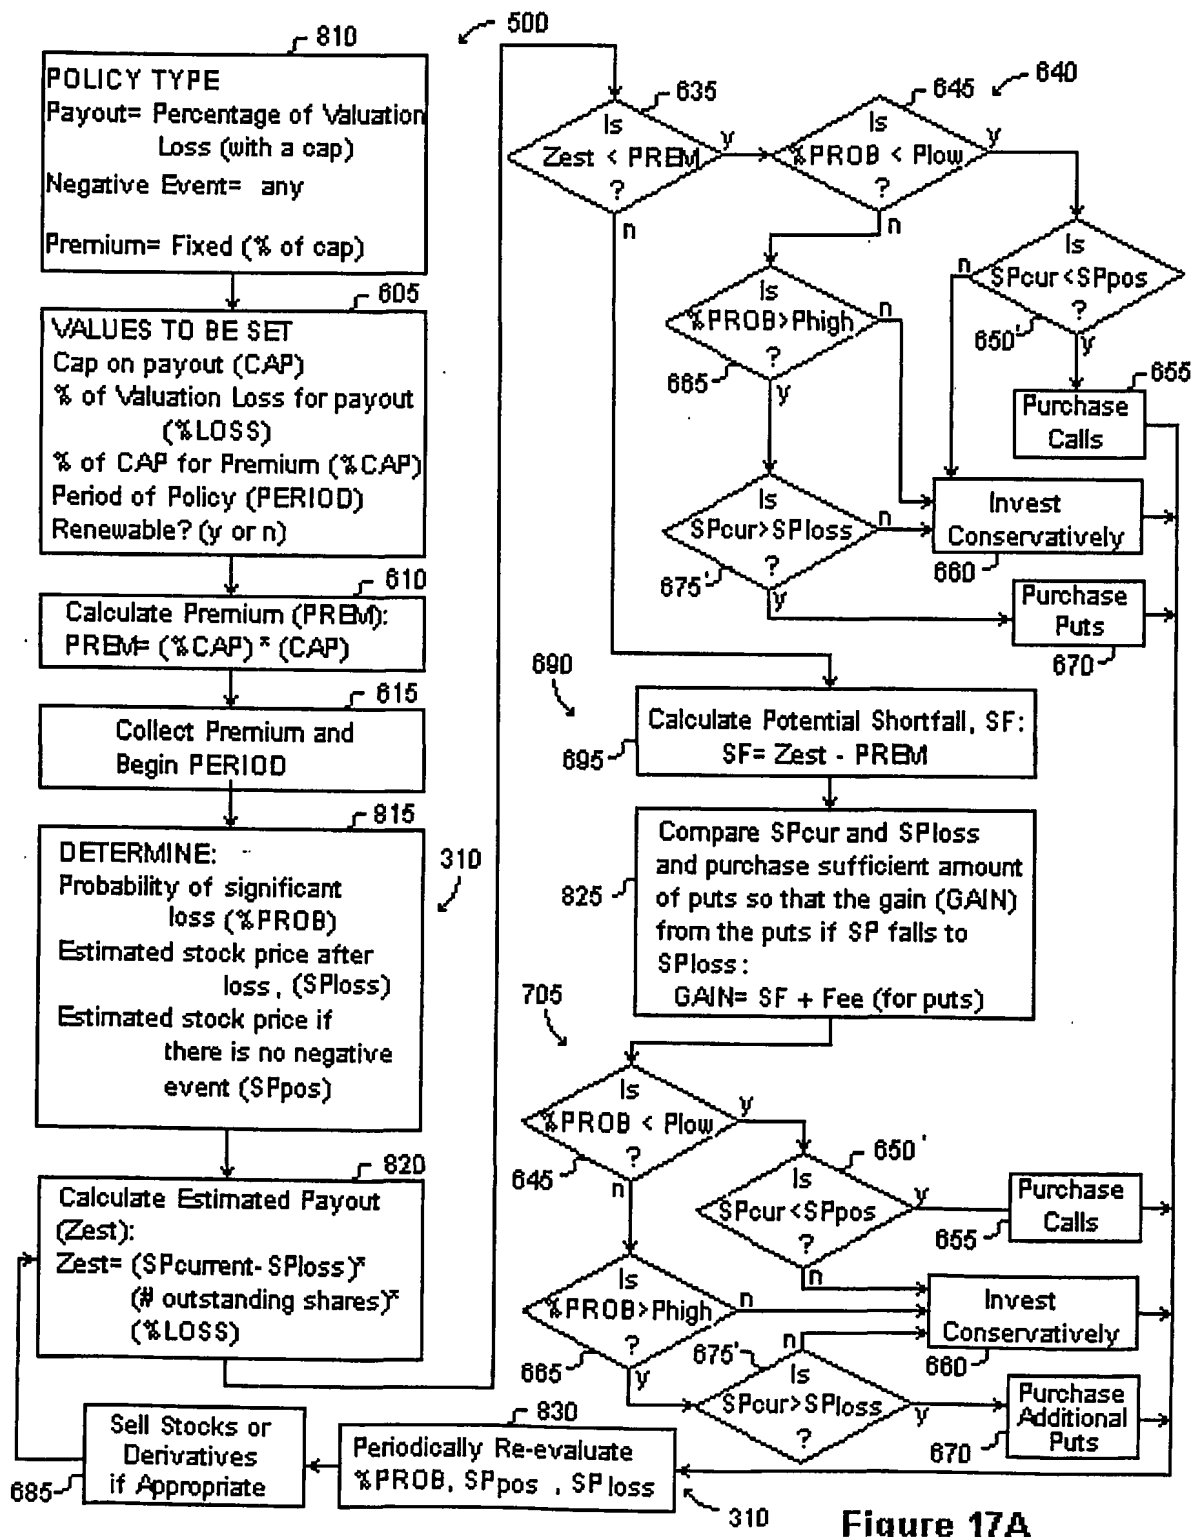 500
810
POLICY TYPE
Payout= Percentage of Valuation
Loss (with a cap)
Negative Event= any
Premium= Fixed (% of cap)
605
VALUES TO BE SET
Cap on payout (CAP)
% of Valuation Loss for payout
(%LOSS)
% of CAP for Premium (%CAP)
Period of Policy (PERIOD)
Renewable? (y or n)
610
Calculate Premium (PREM):
PREM= (%CAP)* (CAP)
615
Collect Premium and
Begin PERIOD
815
310
DETERMINE:
Probability of significant
loss (%PROB)
Estimated stock price after
loss, (SPloss)
Estimated stock price if
there is no negative
event (SPpos)
820
Calculate Estimated Payout
(Zest):
Zest= (SPcurrent-SPloss)*
(# outstanding shares)*
(%LOSS)
635
Is
Zest < PREM
?
y
n
645
640
Is
%PROB < Plow
?
y
n
Is
SPcur<SPpos
?
n
650'
y
655
Purchase
Calls
Is
%PROB>Phigh
?
n
665
y
Is
SPcur>SPloss
?
n
675'
y
Invest
Conservatively
660
Purchase
Puts
670
690
Calculate Potential Shortfall, SF:
SF= Zest - PREM
695
Compare SPcur and SPloss
and purchase sufficient amount
of puts so that the gain (GAIN)
from the puts if SP falls to
SPloss:
GAIN= SF + Fee (for puts)
825
705
Is
%PROB < Plow
?
y
645
n
650'
Is
SPcur<SPpos
?
y
n
Purchase
Calls
655
Is
%PROB>Phigh
?
n
665
y
Invest
Conservatively
660
675'
n
Is
SPcur>SPloss
?
y
Purchase
Additional
Puts
670
830
Periodically Re-evaluate
%PROB, SPpos , SPloss
310
Sell Stocks or
Derivatives
if Appropriate
685
Figure 17A